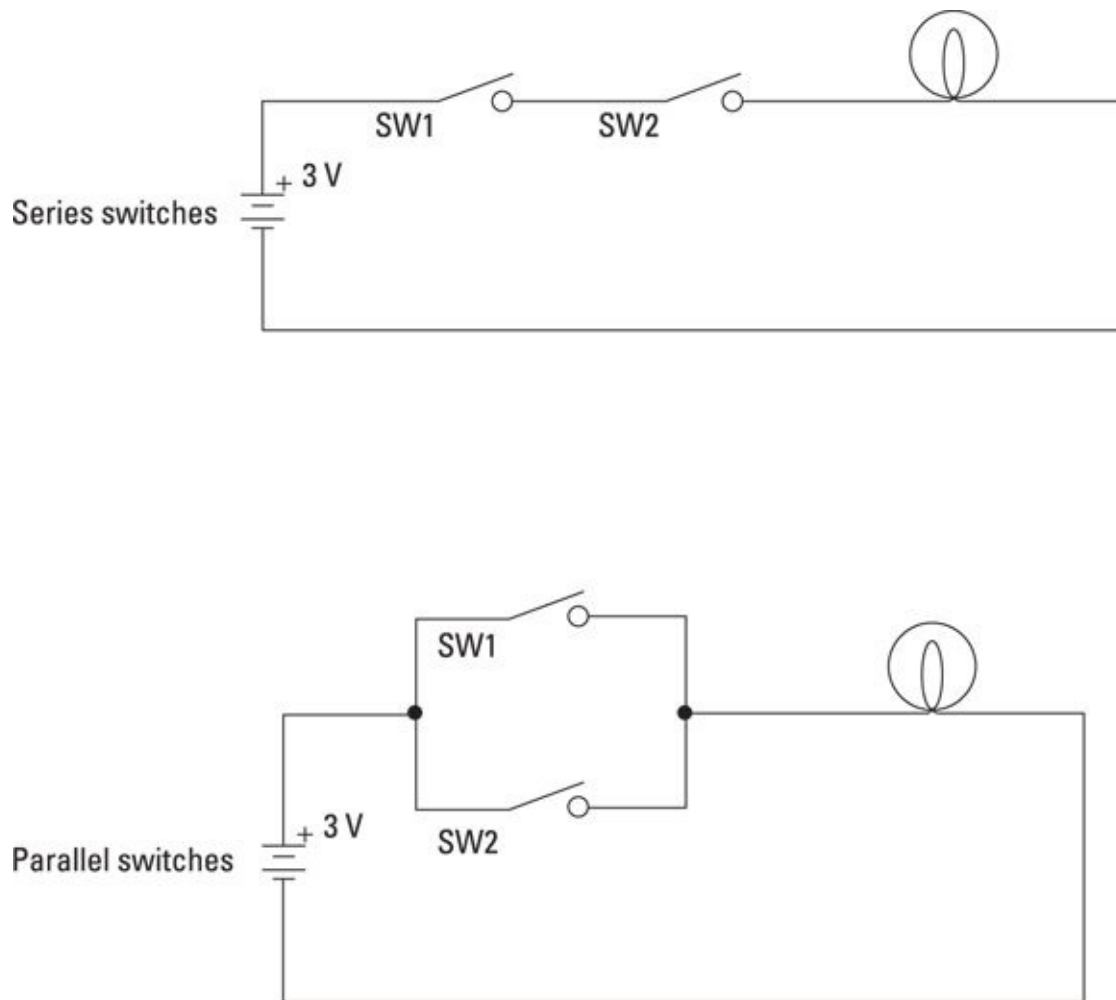 SW1
SW2
+ 3 V
Series switches
SW1
SW2
+ 3 V
Parallel switches